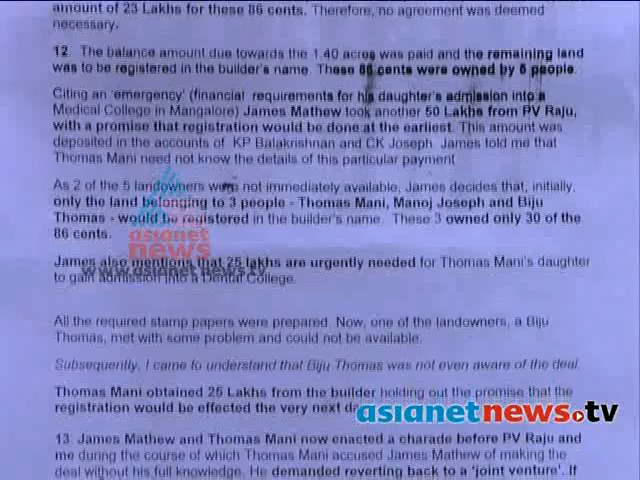 amount of 23 Lakhs for these 86 cents. Therefore, no agreement was deemed
necessary.
12 The balance amount due towards the 1.40 acres was paid and the remaining land
was to be registered in the builder's name. These 86 cents were owned by 5 people.
Citing an 'emergency' (financial requirements for his daughter's admission into a
Medical College in Mangalore) James Mathew took another 50 Lakhs from PV Raju,
with a promise that registration would be done at the earliest. This amount was
deposited in the accounts of KP Balakrishnan and CK Joseph. James told me that
Thomas Mani need not know the details of this particular payment
As 2 of the 5 landowners were not immediately available, James decides that, initially,
only the land belonging to 3 people - Thomas Mani, Manoj Joseph and Biju
Thomas - would be registered in the builder's name. These 3 owned only 30 of the
86 cents.
asianet
news
James also mentions that 25 lakhs are urgently needed for Thomas Mani's daughter
www.asianetnews.tv
to gain admission into a Dental College.
All the required stamp papers were prepared. Now, one of the landowners, a Biju
Thomas, met with some problem and could not be available.
Subsequently, I came to understand that Biju Thomas was not even aware of the deal.
Thomas Mani obtained 25 Lakhs from the builder holding out the promise that the
registration would be effected the very next
asianetnews.tv
13. James Mathew and Thomas Mani now enacted a charade before PV Raju and
me during the course of which Thomas Mani accused James Mathew of making the
deal without his full knowledge. He demanded reverting back to a 'joint venture'. If